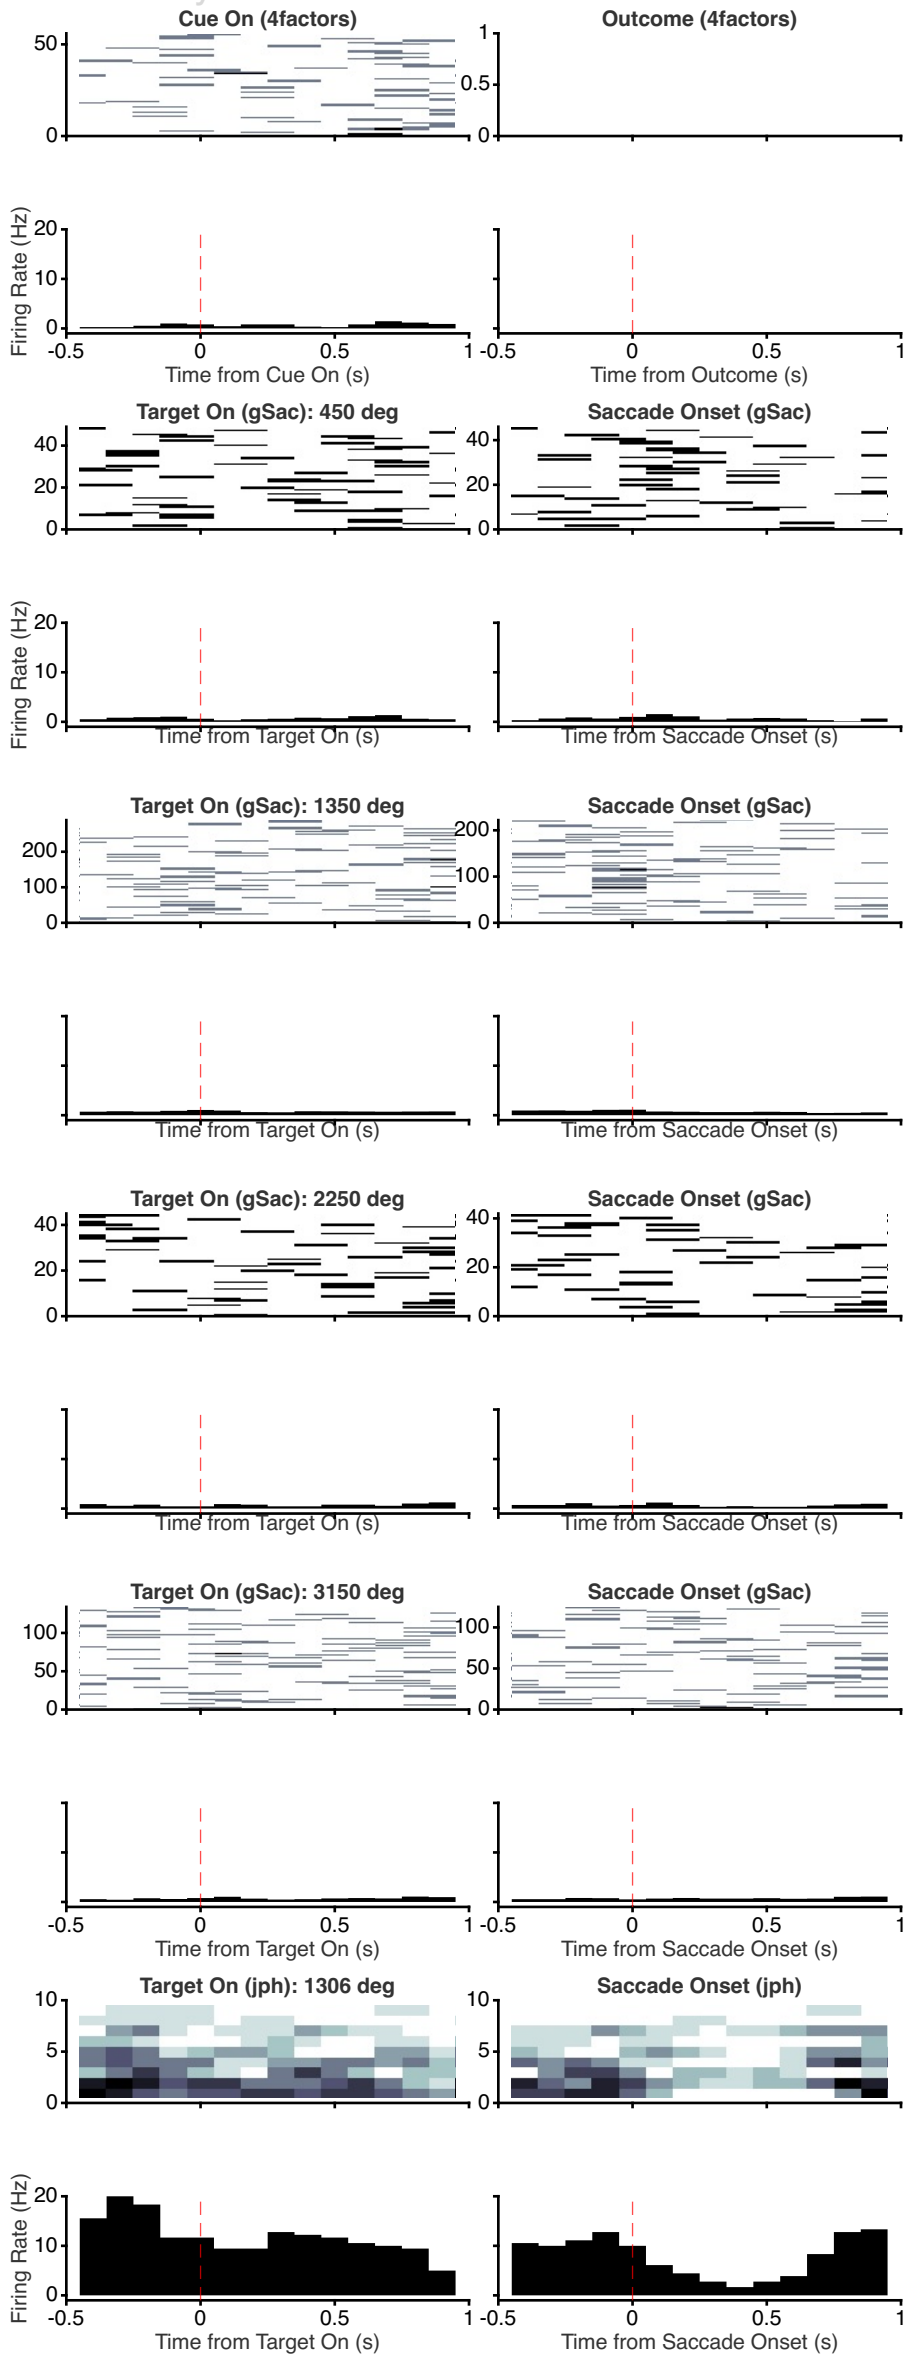 Cue On (4factors) Outcome (4factors)
50 1
0.5
0 0
Firing Rate (Hz)
20
10
0
-0.5 0 0.5 1 -0.5 0 0.5 1
Time from Cue On (s) Time from Outcome (s)
Target On (gSac): 450 deg Saccade Onset (gSac)
40 40
20 20
0 0
Firing Rate (Hz)
20
10
0
Time from Target On (s) Time from Saccade Onset (s)
Target On (gSac): 1350 deg Saccade Onset (gSac)
200 200
100 100
0 0
Time from Target On (s) Time from Saccade Onset (s)
Target On (gSac): 2250 deg Saccade Onset (gSac)
40 40
20 20
0 0
Time from Target On (s) Time from Saccade Onset (s)
Target On (gSac): 3150 deg Saccade Onset (gSac)
100 100
50 50
0 0
-0.5 0 0.5 1 -0.5 0 0.5 1
Time from Target On (s) Time from Saccade Onset (s)
Target On (jph): 1306 deg Saccade Onset (jph)
10 10
5 5
0 0
Firing Rate (Hz)
20 20
10 10
0 0
-0.5 0 0.5 1 -0.5 0 0.5 1
Time from Target On (s) Time from Saccade Onset (s)